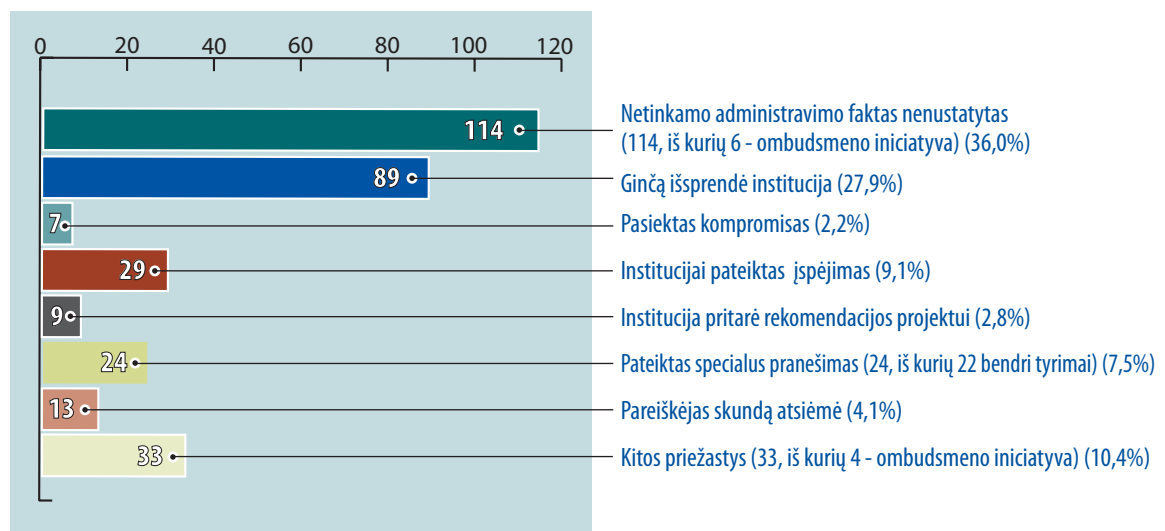 0 20 40 60 80 100 120
114
Netinkamo administravimo faktas nenustatytas
(114, iš kurių 6 - ombudsmeno iniciatyva) (36,0%)
89
Ginčą išsprendė institucija (27,9%)
7
Pasiektas kompromisas (2,2%)
29
Institucijai pateiktas įspėjimas (9,1%)
9
Institucija pritarė rekomendacijos projektui (2,8%)
24
Pateiktas specialus pranešimas (24, iš kurių 22 bendri tyrimai) (7,5%)
13
Pareiškėjas skundą atsiėmė (4,1%)
33
Kitos priežastys (33, iš kurių 4 - ombudsmeno iniciatyva) (10,4%)